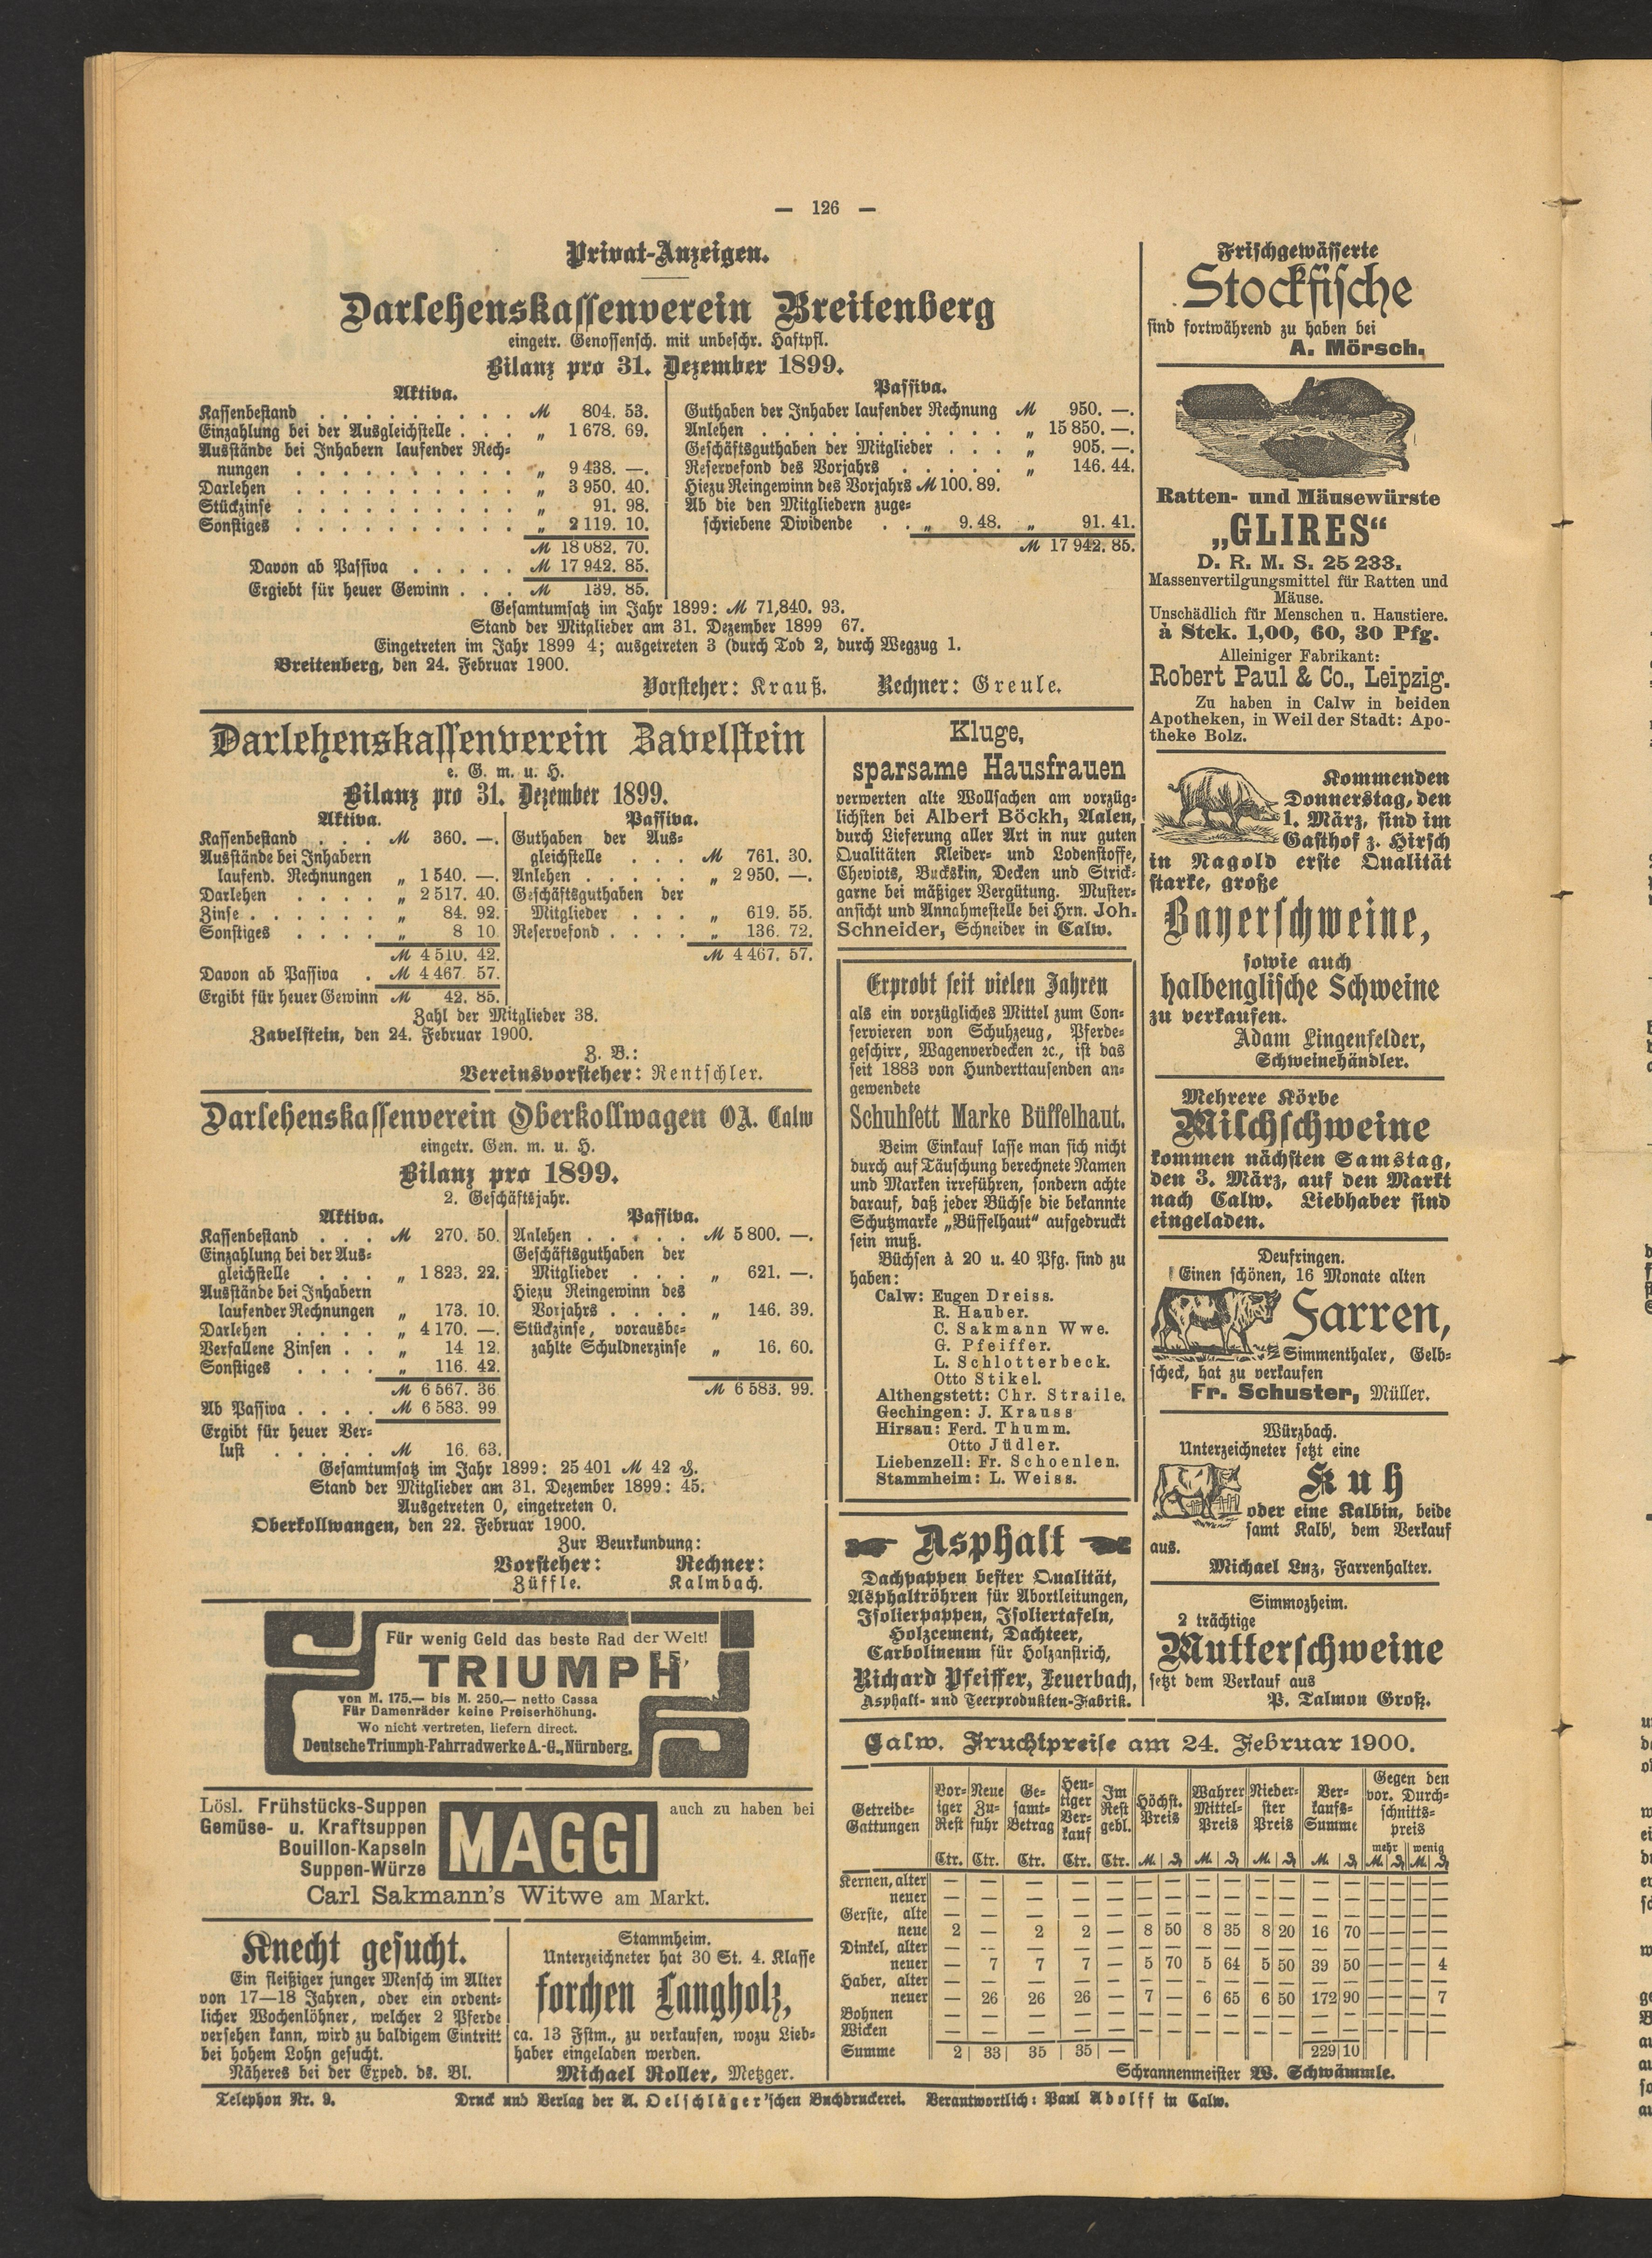 — 126 —
Privat-Anzeigen.
Darlehenskassenverein Breitenberg
eingetr. Genossensch. mit unbeschr. Haftpfl.
Bilanz pro 31. Dezember 1899.
Aktiva.
Kassenbestand . . . . . . . . . M 804. 53.
Einzahlung bei der Ausgleichstelle . . . „ 1 678. 69.
Ausstände bei Inhabern laufender Rech-
nungen . . . . . . . . . . „ 9 438. —.
Darlehen . . . . . . . . . . „ 3 950. 40.
Stückzinse . . . . . . . . . . „ 91. 98.
Sonstiges . . . . . . . . . . „ 2 119. 10.
M 18 082. 70.
Davon ab Passiva . . . . . M 17 942. 85.
Ergiebt für heuer Gewinn . . . M 139. 85.
Passiva.
Guthaben der Inhaber laufender Rechnung M 950. —.
Anlehen . . . . . . . . . . . „ 15 850. —.
Geschäftsguthaben der Mitglieder . . . „ 905. —.
Reservefond des Vorjahrs . . . . . „ 146. 44.
Hiezu Reingewinn des Vorjahrs M 100. 89.
Ab die den Mitgliedern zuge-
schriebene Dividende . . „ 9. 48. „ 91. 41.
M 17 942. 85.
Gesamtumsatz im Jahr 1899: M 71,840. 93.
Stand der Mitglieder am 31. Dezember 1899 67.
Eingetreten im Jahr 1899 4; ausgetreten 3 (durch Tod 2, durch Wegzug 1.
Breitenberg, den 24. Februar 1900.
Vorsteher: Krauß. Rechner: Greule.
Darlehenskassenverein Zavelstein
e. G. m. u. H.
Bilanz pro 31. Dezember 1899.
Aktiva.
Kassenbestand . . . M 360. —.
Ausstände bei Inhabern
laufend. Rechnungen „ 1 540. —.
Darlehen . . . . „ 2 517. 40.
Zinse . . . . . . „ 84. 92.
Sonstiges . . . . „ 8 10.
M 4 510. 42.
Davon ab Passiva . M 4 467 57.
Ergibt für heuer Gewinn M 42. 85.
Passiva.
Guthaben der Aus-
gleichstelle . . . M 761. 30.
Anlehen . . . . . „ 2 950. —.
Geschäftsguthaben der
Mitglieder . . . „ 619. 55.
Reservefond . . . . „ 136. 72.
M 4 467. 57.
Zahl der Mitglieder 38.
Zavelstein, den 24. Februar 1900.
Z. B.:
Vereinsvorsteher: Rentschler.
Darlehenskassenverein Oberkollwagen OA. Calw
eingetr. Gen. m. u. H.
Bilanz pro 1899.
2. Geschäftsjahr.
Aktiva.
Kassenbestand . . . M 270. 50.
Einzahlung bei der Aus-
gleichstelle . . . „ 1 823. 22.
Ausstände bei Inhabern
laufender Rechnungen „ 173. 10.
Darlehen . . . . „ 4 170. —.
Verfallene Zinsen . . „ 14 12.
Sonstiges . . . . „ 116. 42.
M 6 567. 36
Ab Passiva . . . . M 6 583. 99
Ergibt für heuer Ver-
lust . . . . . M 16. 63.
Passiva.
Anlehen . . . . . M 5 800. —.
Geschäftsguthaben der
Mitglieder . . . „ 621. —.
Hiezu Reingewinn des
Vorjahrs . . . . „ 146. 39.
Stückzinse, vorausbe-
zahlte Schuldnerzinse „ 16. 60.
M 6 583. 99.
Gesamtumsatz im Jahr 1899: 25 401 M 42 ₰.
Stand der Mitglieder am 31. Dezember 1899: 45.
Ausgetreten 0, eingetreten 0.
Oberkollwangen, den 22. Februar 1900.
Zur Beurkundung:
Vorsteher: Rechner:
Züffle. Kalmbach.
Für wenig Geld das beste Rad der Welt!
TRIUMPH
von M. 175.— bis M. 250.— netto Cassa
Für Damenräder keine Preiserhöhung.
Wo nicht vertreten, liefern direct.
Deutsche Triumph-Fahrradwerke A.-G., Nürnberg.
Lösl. Frühstücks-Suppen
Gemüse- u. Kraftsuppen
Bouillon-Kapseln
Suppen-Würze
MAGGI
auch zu haben bei
Carl Sakmann's Witwe am Markt.
Knecht gesucht.
Ein fleißiger junger Mensch im Alter
von 17—18 Jahren, oder ein ordent-
licher Wochenlöhner, welcher 2 Pferde
versehen kann, wird zu baldigem Eintritt
bei hohem Lohn gesucht.
Näheres bei der Exped. ds. Bl.
Stammheim.
Unterzeichneter hat 30 St. 4. Klasse
forchen Langholz,
ca. 13 Fstm., zu verkaufen, wozu Lieb-
haber eingeladen werden.
Michael Roller, Metzger.
Kluge,
sparsame Hausfrauen
verwerten alte Wollsachen am vorzüg-
lichsten bei Albert Böckh, Aalen,
durch Lieferung aller Art in nur guten
Qualitäten Kleider- und Lodenstoffe,
Cheviots, Buckskin, Decken und Strick-
garne bei mäßiger Vergütung. Muster-
ansicht und Annahmestelle bei Hrn. Joh.
Schneider, Schneider in Calw.
Erprobt seit vielen Jahren
als ein vorzügliches Mittel zum Con-
servieren von Schuhzeug, Pferde-
geschirr, Wagenverdecken ꝛc., ist das
seit 1883 von Hunderttausenden an-
gewendete
Schuhfett Marke Büffelhaut.
Beim Einkauf lasse man sich nicht
durch auf Täuschung berechnete Namen
und Marken irreführen, sondern achte
darauf, daß jeder Büchse die bekannte
Schutzmarke „Büffelhaut“ aufgedruckt
sein muß.
Büchsen à 20 u. 40 Pfg. sind zu
haben:
Calw: Eugen Dreiss.
R. Hauber.
C. Sakmann Wwe.
G. Pfeiffer.
L. Schlotterbeck.
Otto Stikel.
Althengstett: Chr. Straile.
Gechingen: J. Krauss
Hirsau: Ferd. Thumm.
Otto Jüdler.
Liebenzell: Fr. Schoenlen.
Stammheim: L. Weiss.
Asphalt
Dachpappen bester Qualität,
Asphaltröhren für Abortleitungen,
Isolierpappen, Isoliertafeln,
Holzcement, Dachteer,
Carbolineum für Holzanstrich,
Richard Pfeiffer, Feuerbach,
Asphalt- und Teerprodukten-Fabrik.
Frischgewässerte
Stockfische
sind fortwährend zu haben bei
A. Mörsch.
Ratten- und Mäusewürste
„GLIRES“
D. R. M. S. 25 233.
Massenvertilgungsmittel für Ratten und
Mäuse.
Unschädlich für Menschen u. Haustiere.
à Stck. 1,00, 60, 30 Pfg.
Alleiniger Fabrikant:
Robert Paul & Co., Leipzig.
Zu haben in Calw in beiden
Apotheken, in Weil der Stadt: Apo-
theke Bolz.
Kommenden
Donnerstag, den
1. März, sind im
Gasthof z. Hirsch
in Nagold erste Qualität
starke, große
Bayerschweine,
sowie auch
halbenglische Schweine
zu verkaufen.
Adam Lingenfelder,
Schweinehändler.
Mehrere Körbe
Milchschweine
kommen nächsten Samstag,
den 3. März, auf den Markt
nach Calw. Liebhaber sind
eingeladen.
Deufringen.
Einen schönen, 16 Monate alten
Farren,
Simmenthaler, Gelb-
scheck, hat zu verkaufen
Fr. Schuster, Müller.
Würzbach.
Unterzeichneter setzt eine
Kuh
oder eine Kalbin, beide
samt Kalb, dem Verkauf
aus.
Michael Luz, Farrenhalter.
Simmozheim.
2 trächtige
Mutterschweine
setzt dem Verkauf aus
P. Talmon Groß.
Calw. Fruchtpreise am 24. Februar 1900.
Getreide-Gattungen | Voriger Rest | Neue Zufuhr | Gesamt-Betrag | Heutiger Verkauf | Im Rest gebl. | Höchst. Preis | Wahrer Mittel-Preis | Niederster Preis | Verkaufs-Summe | Gegen den vor. Durchschnittspreis
mehr | wenig
Ctr. | Ctr. | Ctr. | Ctr. | Ctr. | M. | ₰ | M. | ₰ | M. | ₰ | M. | ₰ | M. | ₰ | M. | ₰
Kernen, alter — — — — — — — — — — — — — — — — —
neuer — — — — — — — — — — — — — — — — —
Gerste, alte — — — — — — — — — — — — — — — — —
neue 2 — 2 2 — 8 50 8 35 8 20 16 70 — — — —
Dinkel, alter — — — — — — — — — — — — — — — — —
neuer — 7 7 7 — 5 70 5 64 5 50 39 50 — — — 4
Haber, alter — — — — — — — — — — — — — — — — —
neuer — 26 26 26 — 7 — 6 65 6 50 172 90 — — — 7
Bohnen — — — — — — — — — — — — — — — — —
Wicken — — — — — — — — — — — — — — — — —
Summe 2 33 35 35 — 229 10
Schrannenmeister W. Schwämmle.
Telephon Nr. 9. Druck und Verlag der A. Oelschläger'schen Buchdruckerei. Verantwortlich: Paul Adolff in Calw.